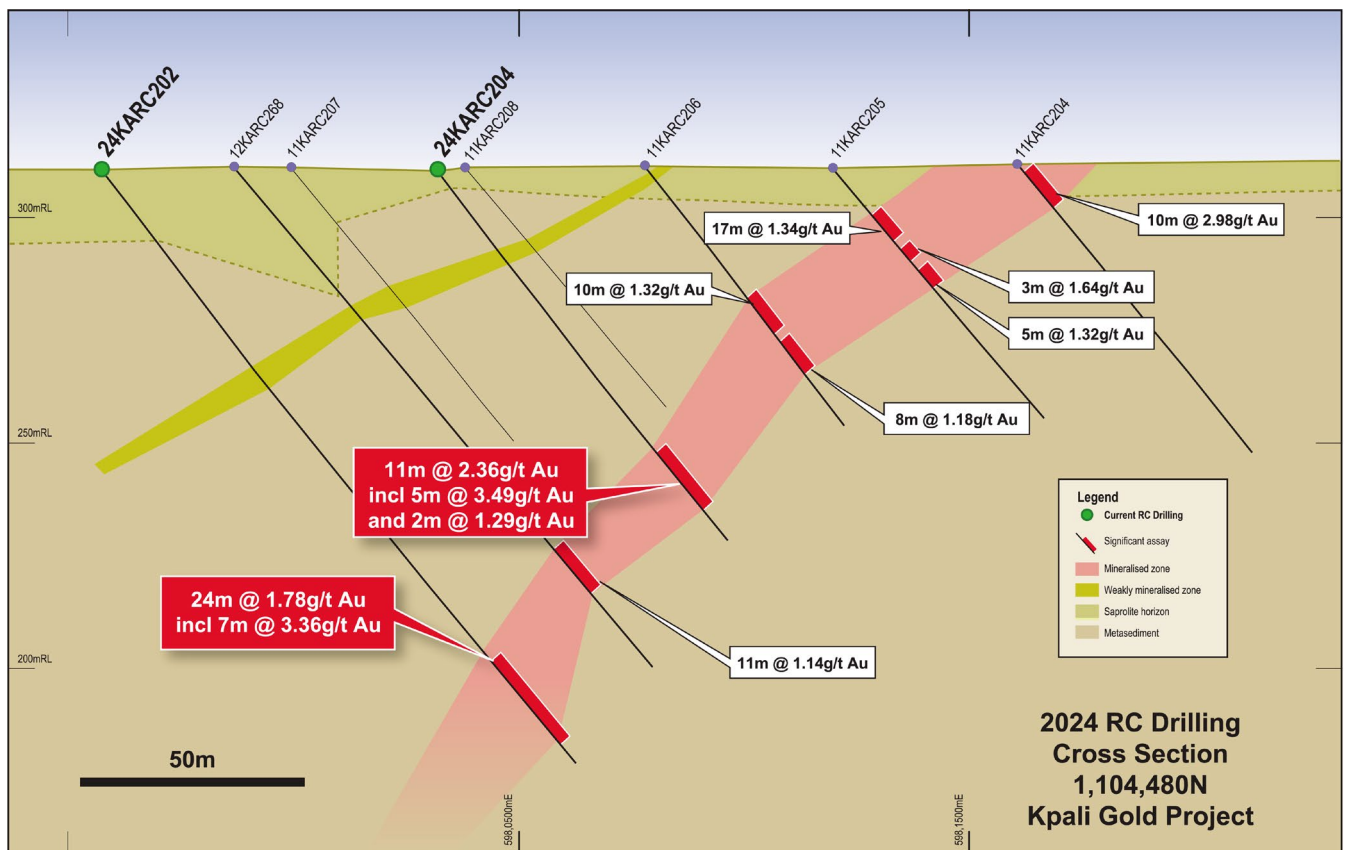 24KARC202
12KARC268
11KARC207
24KARC204
11KARC208
11KARC206
11KARC205
11KARC204
300mRL
17m @ 1.34g/t Au
10m @ 2.98g/t Au
10m @ 1.32g/t Au
3m @ 1.64g/t Au
5m @ 1.32g/t Au
8m @ 1.18g/t Au
250mRL
11m @ 2.36g/t Au
incl 5m @ 3.49g/t Au
and 2m @ 1.29g/t Au
24m @ 1.78g/t Au
incl 7m @ 3.36g/t Au
11m @ 1.14g/t Au
200mRL
Legend
Current RC Drilling
Significant assay
Mineralised zone
Weakly mineralised zone
Saprolite horizon
Metasediment
50m
598,0500mE
598,1500mE
2024 RC Drilling
Cross Section
1,104,480N
Kpali Gold Project